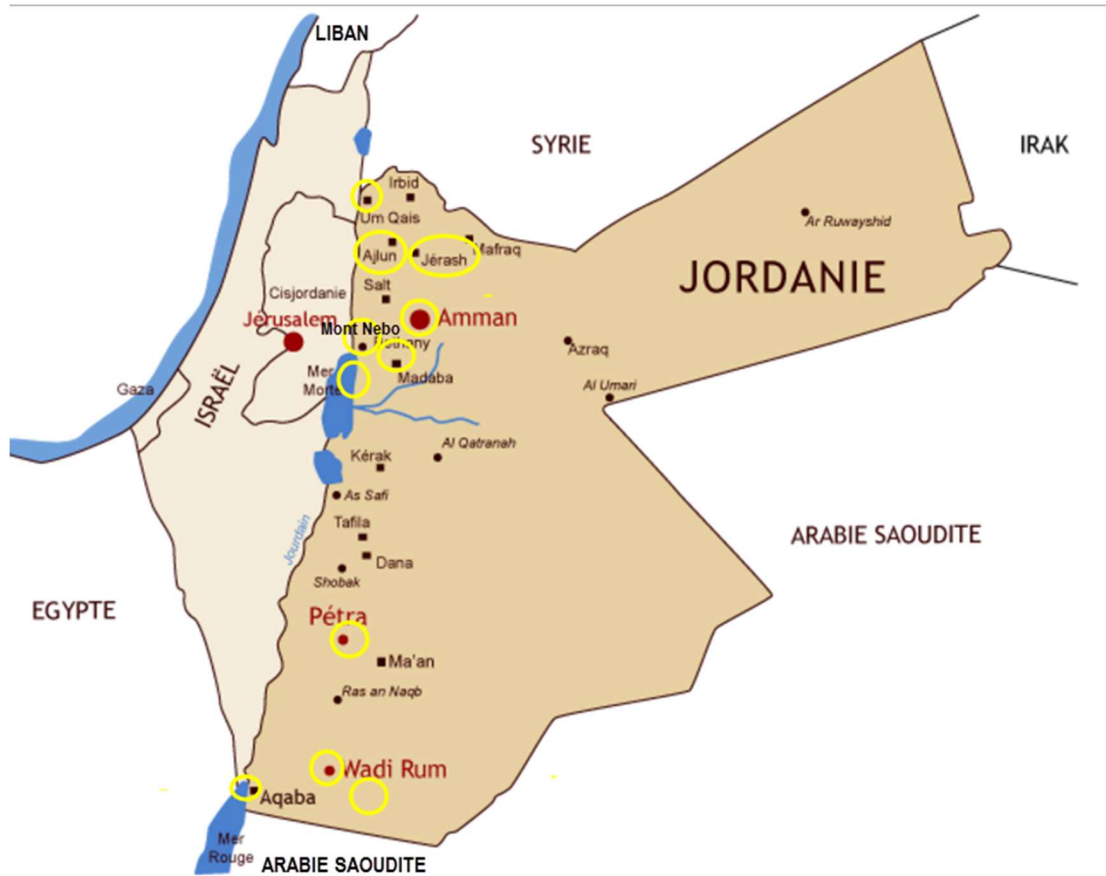 LIBAN
SYRIE
IRAK
Irbid
Um Qais
Ar Ruwayshid
Mafraq
Ajlun
Jérash
JORDANIE
Salt
Cisjordanie
Jérusalem
Amman
Mont Nebo
Bethany
Azraq
Mer
Morte
Madaba
Gaza
ISRAËL
Al Umari
Al Qatranah
Kérak
As Safi
Tafila
Jourdain
Dana
ARABIE SAOUDITE
Shobak
EGYPTE
Pétra
Ma'an
Ras an Naqb
Wadi Rum
Aqaba
Mer
Rouge
ARABIE SAOUDITE